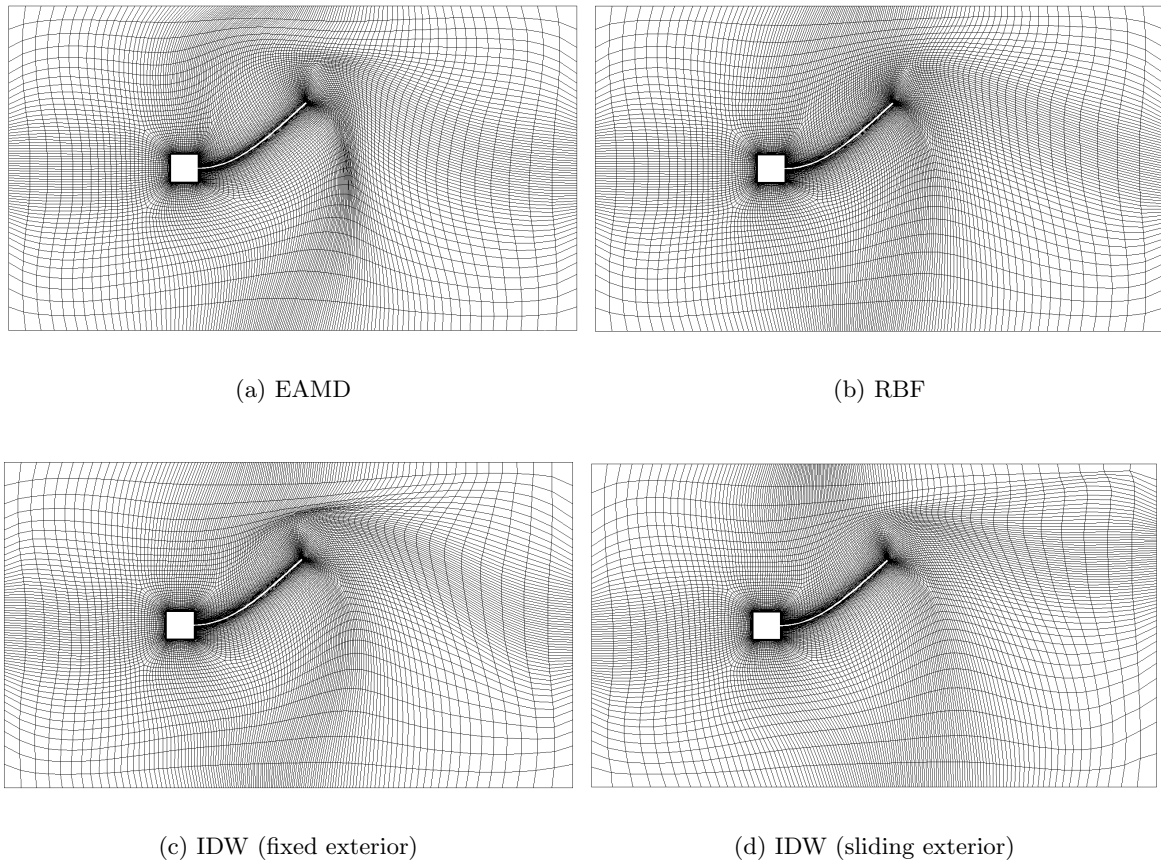 (a) EAMD
(b) RBF
(c) IDW (fixed exterior)
(d) IDW (sliding exterior)